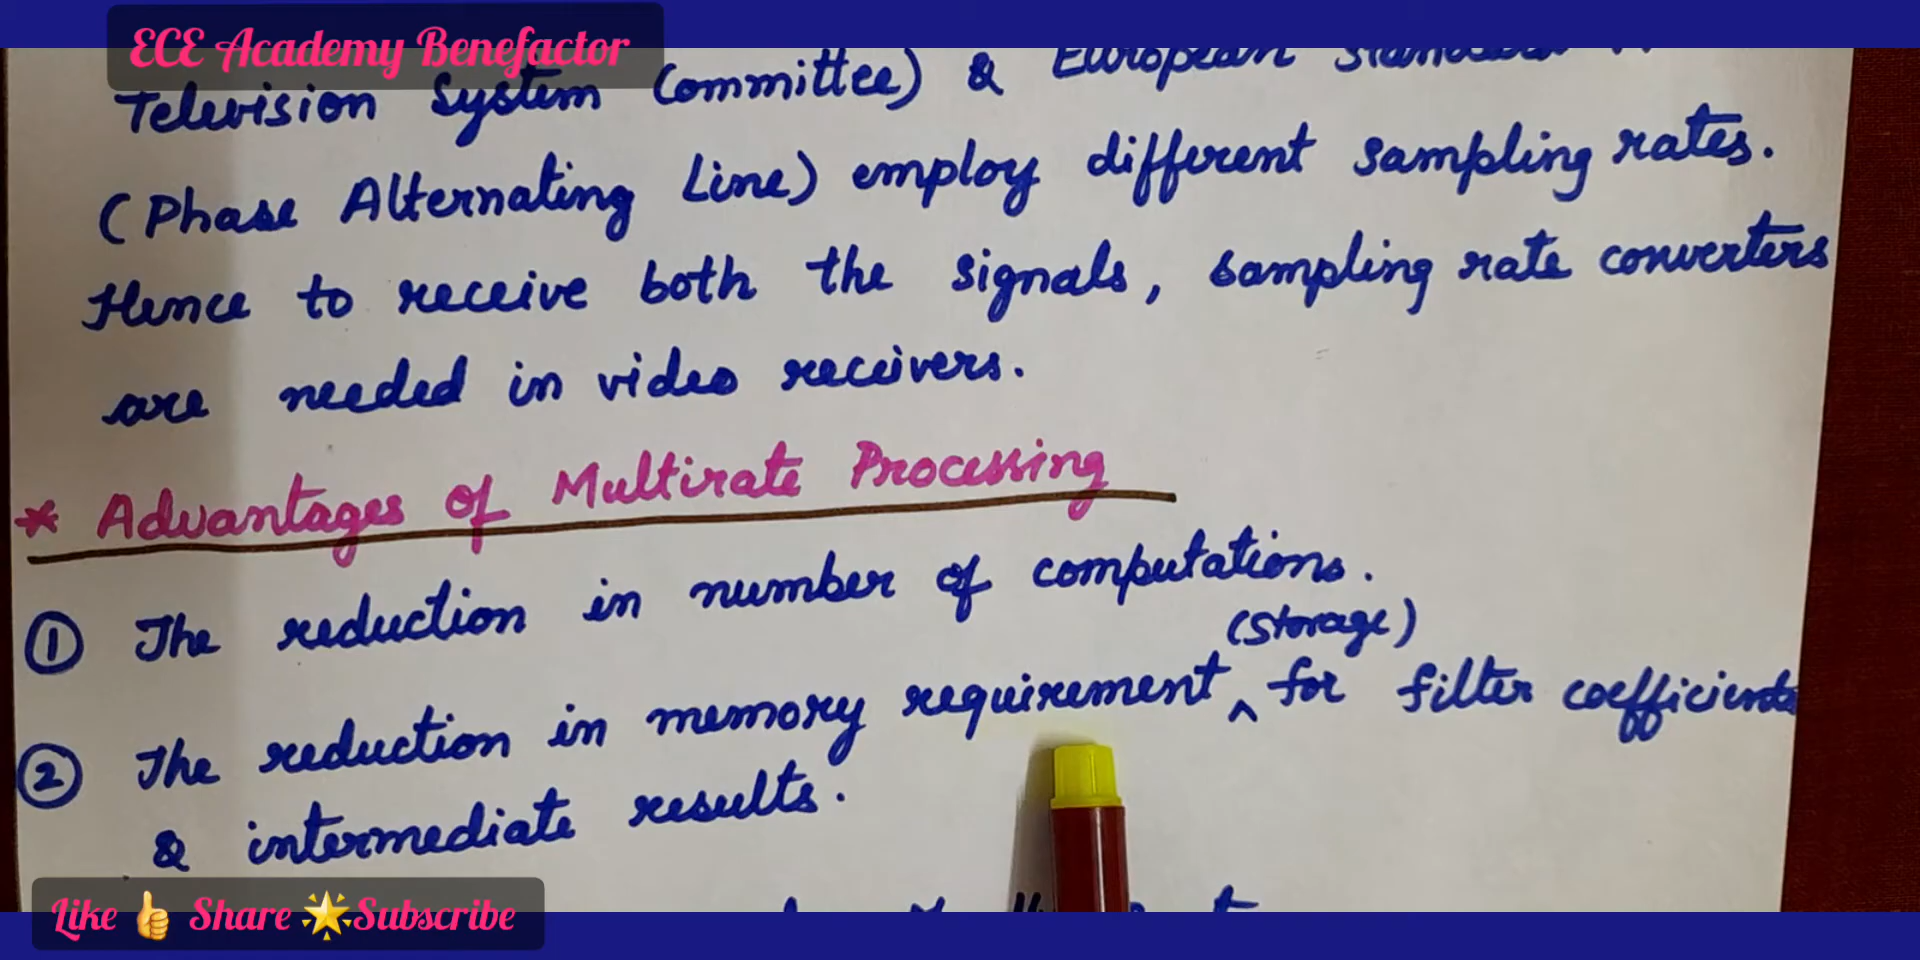 ECE Academy Benefactor
Television System Committee) & European
(Phase Alternating Line) employ different sampling rates.
Hence to receive both the signals, sampling rate converters
are needed in video receivers.
* Advantages of Multirate Processing
① The reduction in number of computations.
(storage)
② The reduction in memory requirement ^ for filter coefficients
& intermediate results.
Like 👍 Share 🌟Subscribe